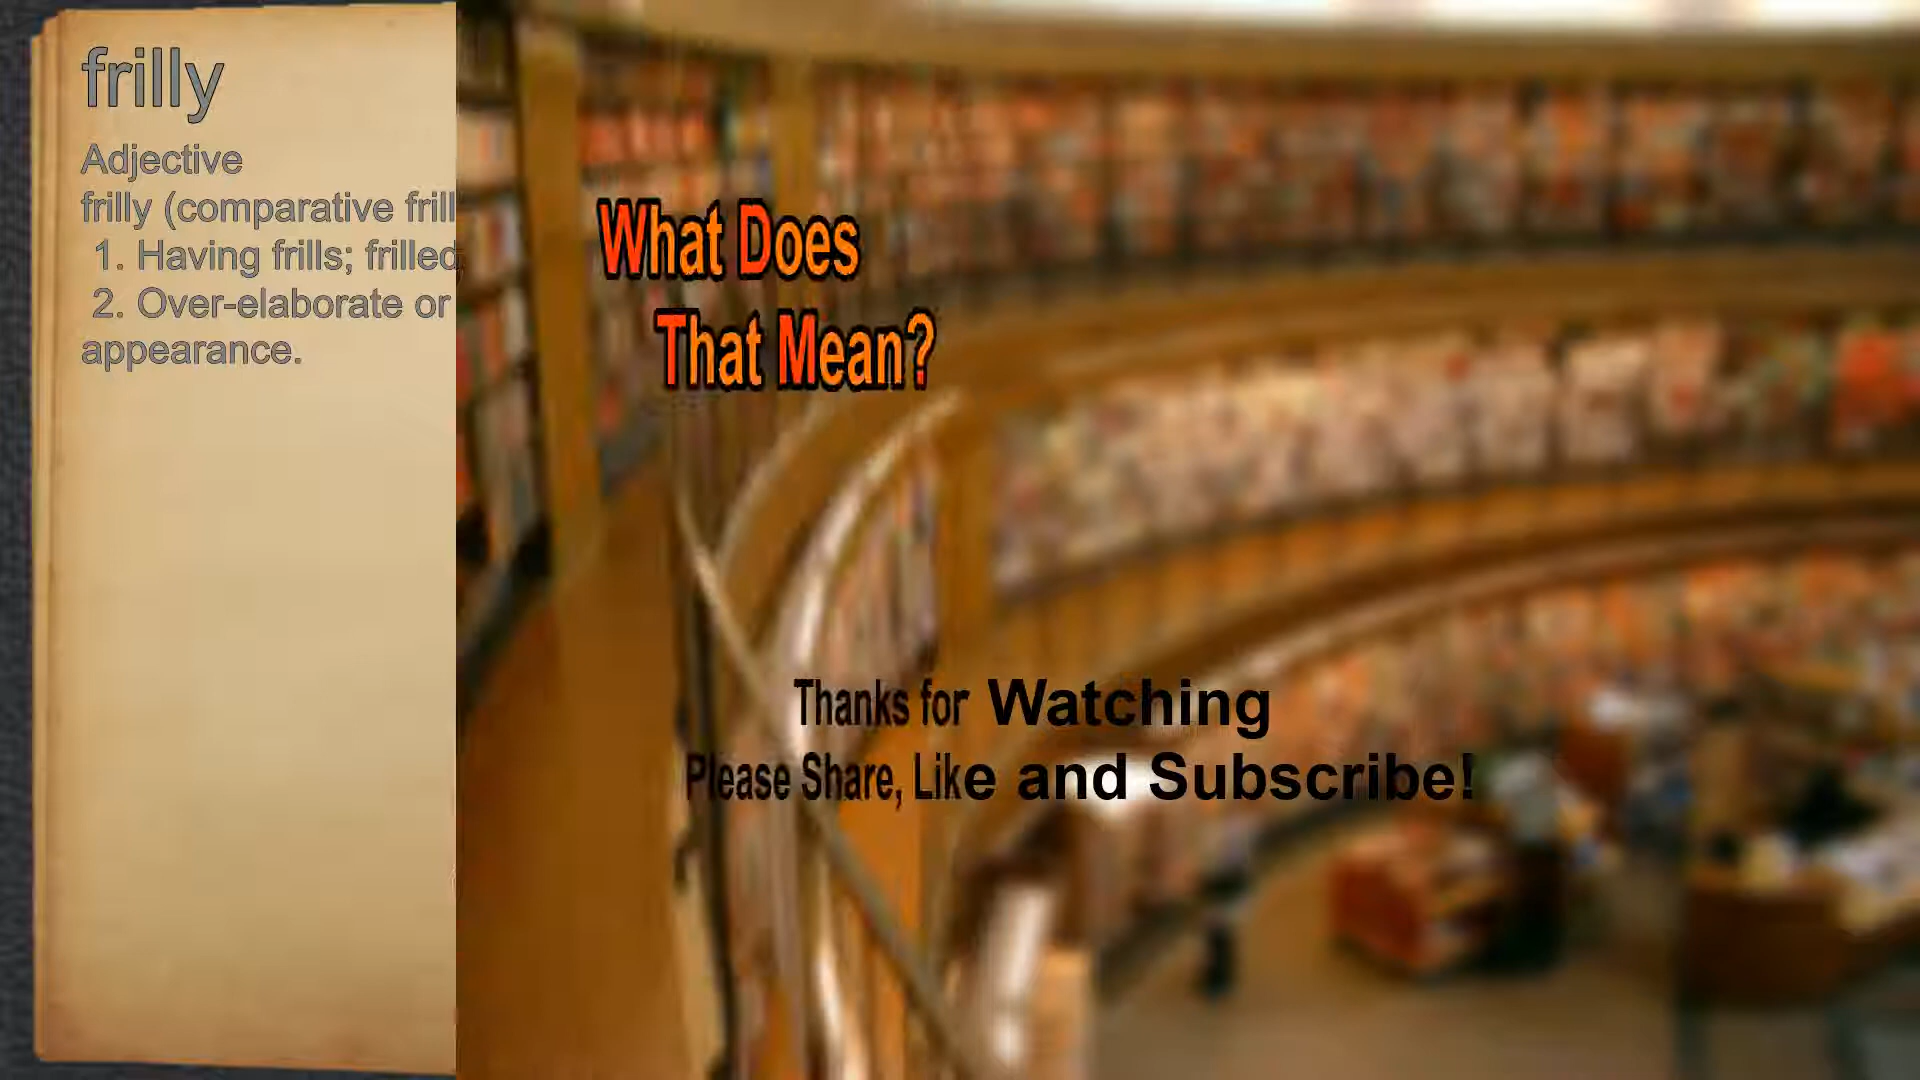 frilly
Adjective
frilly (comparative frill
1. Having frills; frilled
2. Over-elaborate or
appearance.
What Does
That Mean?
Thanks for Watching
Please Share, Like and Subscribe!